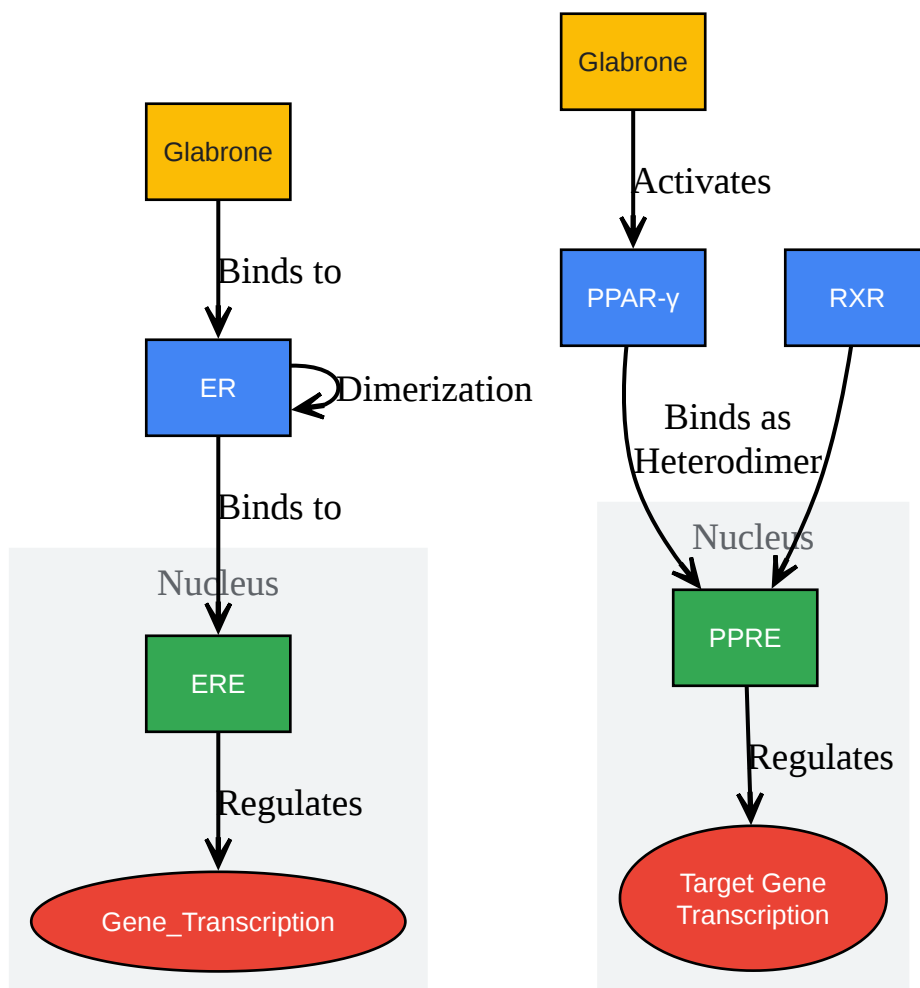 Glabrone
Binds to
ER
Dimerization
Binds to
Nucleus
ERE
Regulates
Gene_Transcription
Glabrone
Activates
PPAR-γ
RXR
Binds as
Heterodimer
Nucleus
PPRE
Regulates
Target Gene
Transcription